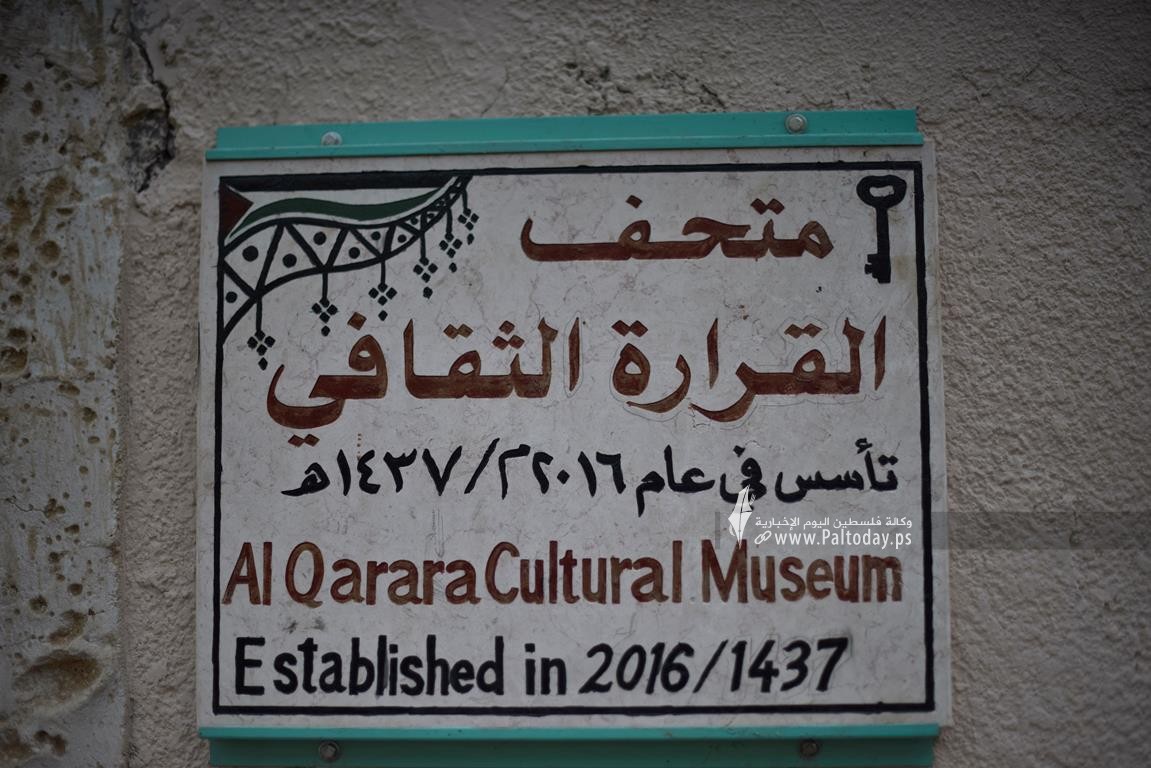 متحف
القرارة الثقافي
تأسس في عام ٢٠١٦م/١٤٣٧هـ
وكالة فلسطين اليوم الإخبارية
www.Paltoday.ps
Al Qarara Cultural Museum
Established in 2016/1437